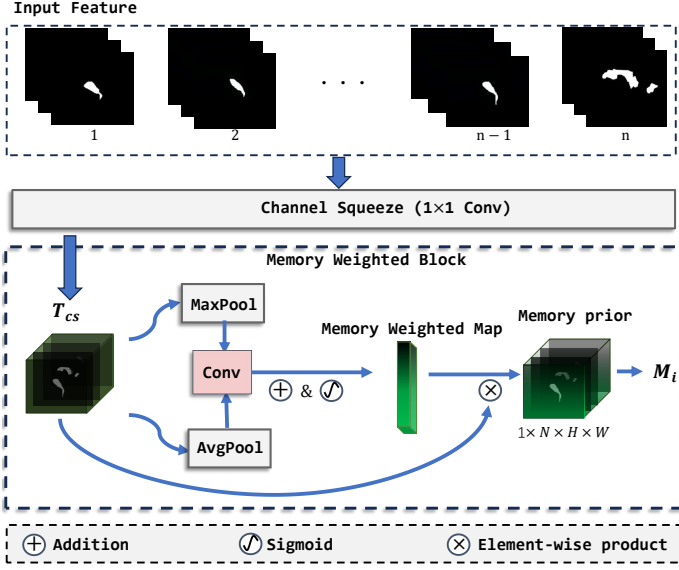 Input Feature
. . .
1 2 n − 1 n
Channel Squeeze (1×1 Conv)
Memory Weighted Block
T_cs
MaxPool
Memory Weighted Map
Memory prior
Conv
+ & ∫
×
M_i
AvgPool
1× N × H × W
+ Addition
∫ Sigmoid
× Element-wise product